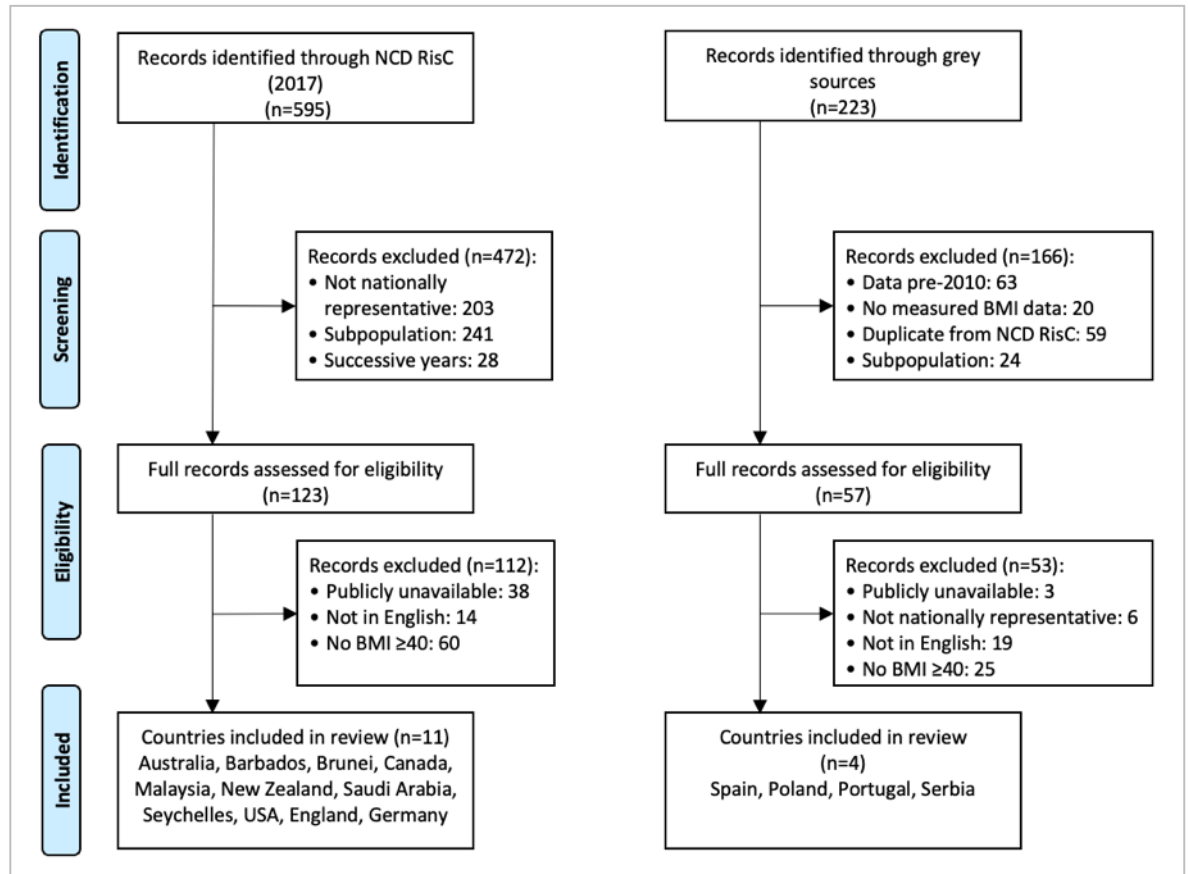 Identification
Records identified through NCD RisC
(2017)
(n=595)
Records identified through grey
sources
(n=223)
Screening
Records excluded (n=472):
• Not nationally
representative: 203
• Subpopulation: 241
• Successive years: 28
Records excluded (n=166):
• Data pre-2010: 63
• No measured BMI data: 20
• Duplicate from NCD RisC: 59
• Subpopulation: 24
Eligibility
Full records assessed for eligibility
(n=123)
Full records assessed for eligibility
(n=57)
Records excluded (n=112):
• Publicly unavailable: 38
• Not in English: 14
• No BMI ≥40: 60
Records excluded (n=53):
• Publicly unavailable: 3
• Not nationally representative: 6
• Not in English: 19
• No BMI ≥40: 25
Included
Countries included in review (n=11)
Australia, Barbados, Brunei, Canada,
Malaysia, New Zealand, Saudi Arabia,
Seychelles, USA, England, Germany
Countries included in review
(n=4)
Spain, Poland, Portugal, Serbia